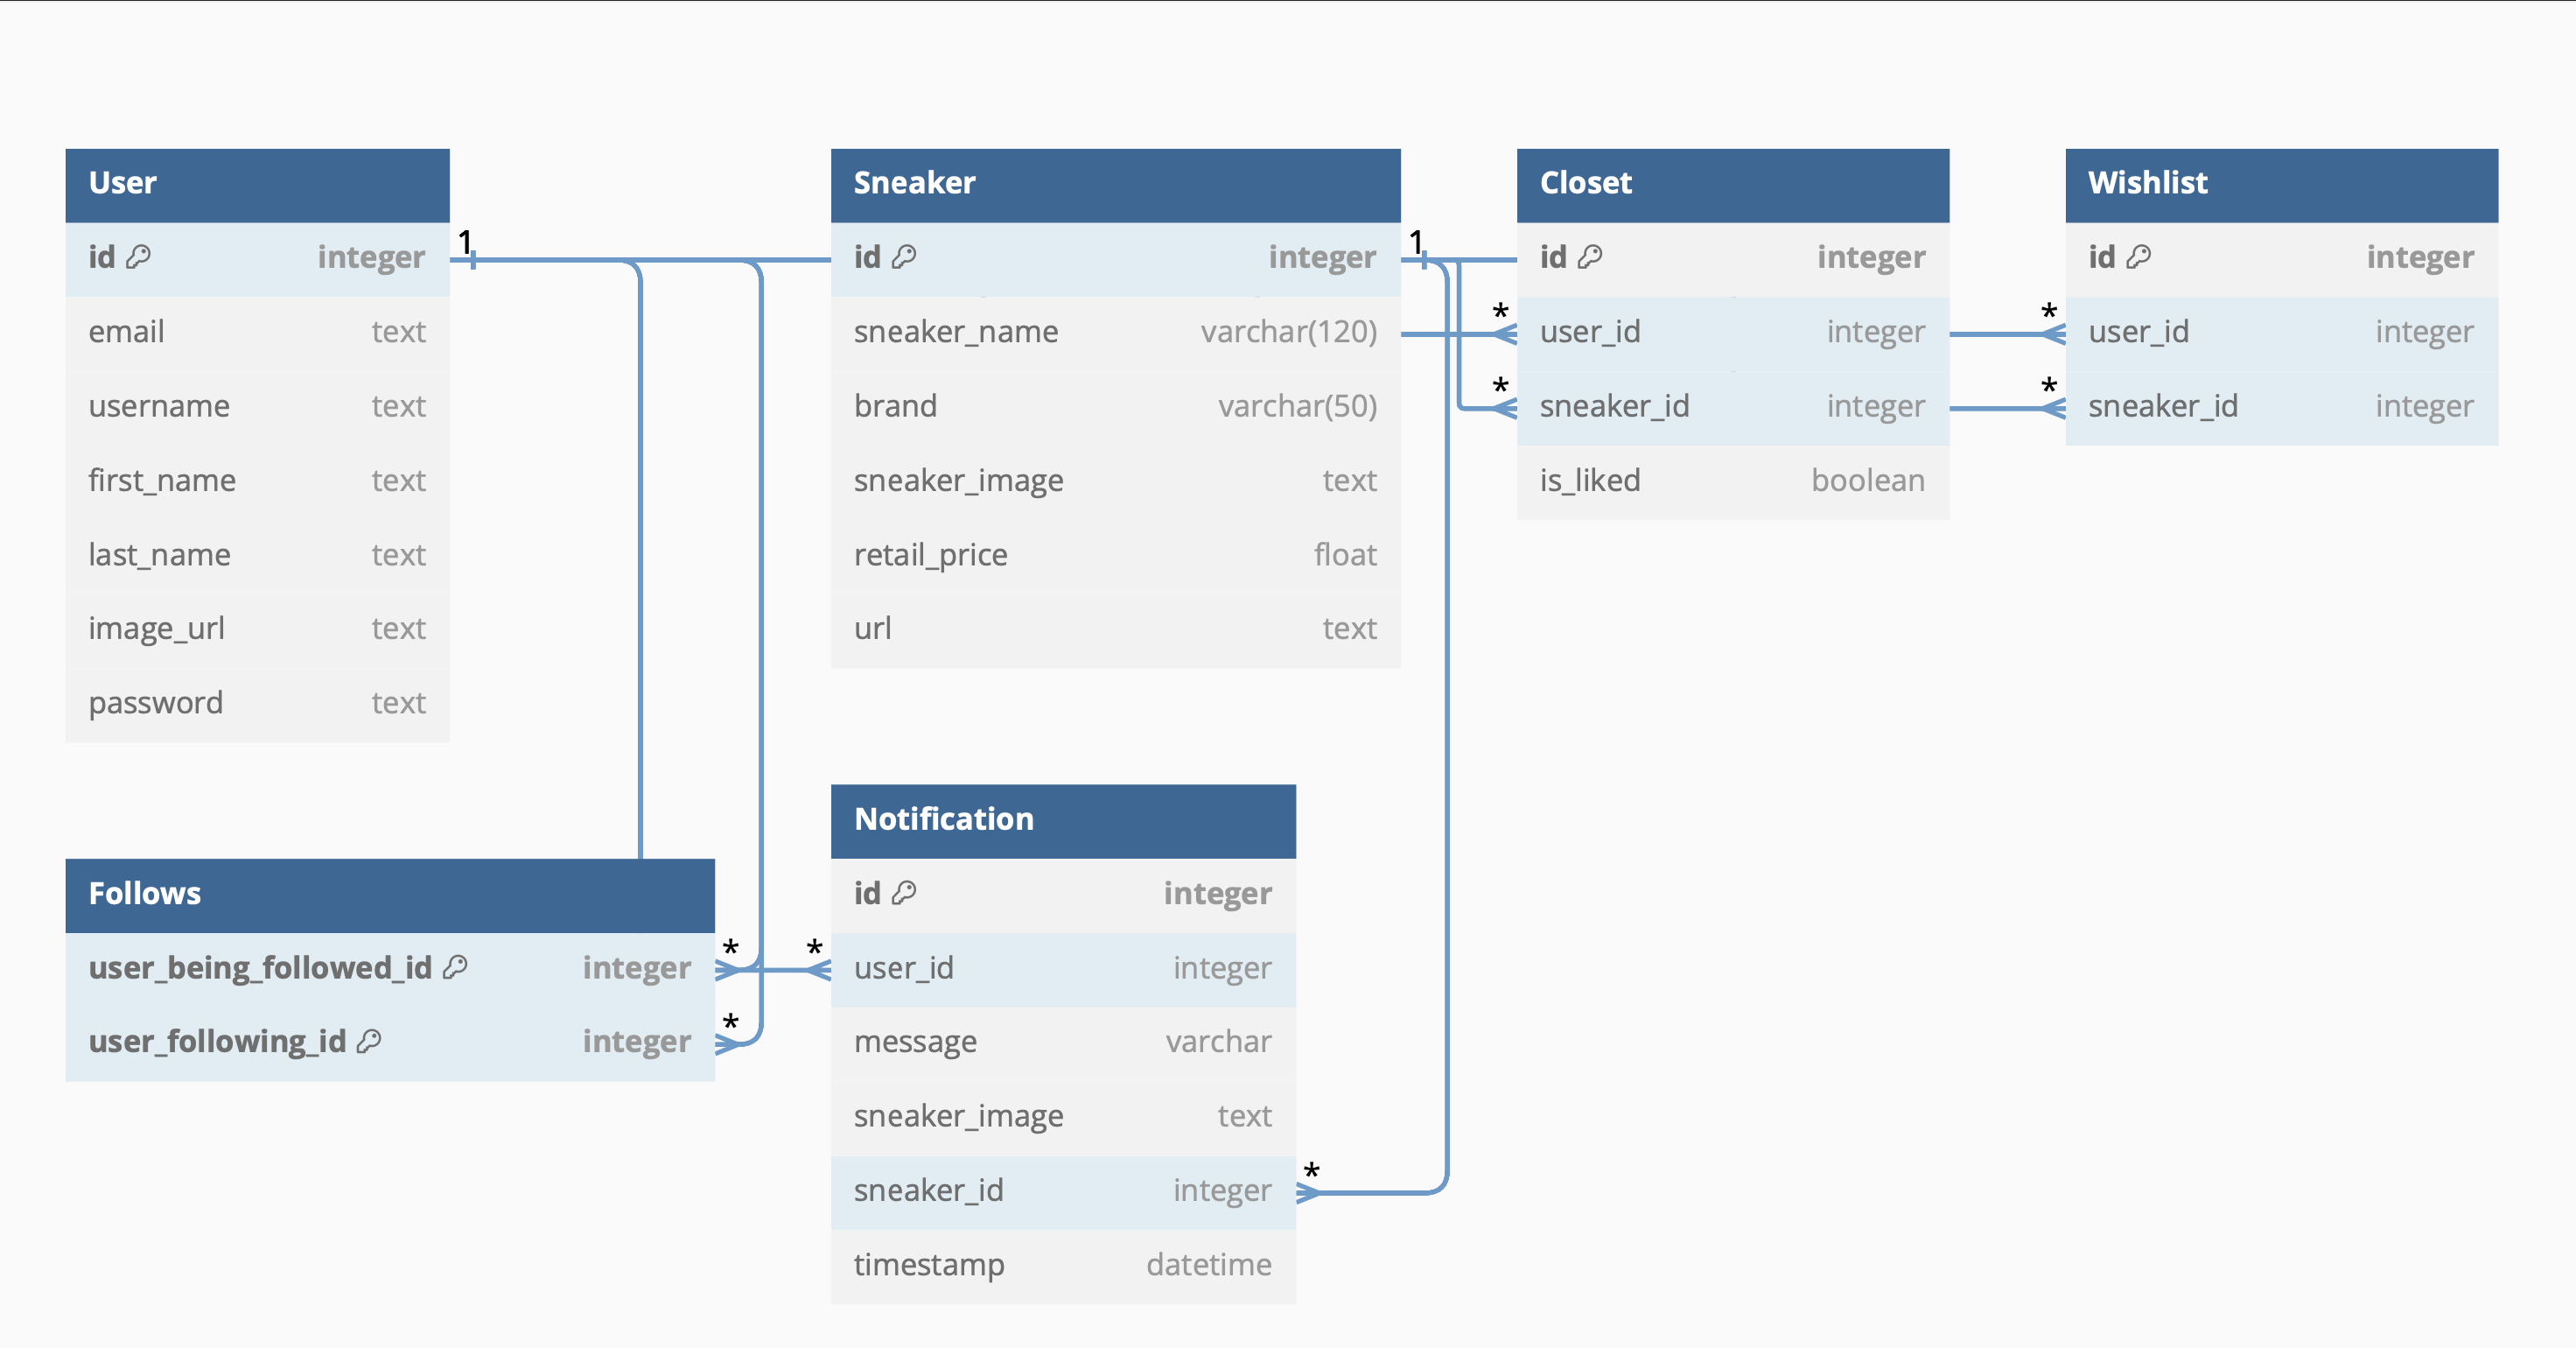 User
id integer
email text
username text
first_name text
last_name text
image_url text
password text
1
Sneaker
id integer
sneaker_name varchar(120)
brand varchar(50)
sneaker_image text
retail_price float
url text
1
Closet
id integer
* user_id integer
* sneaker_id integer
is_liked boolean
Wishlist
id integer
* user_id integer
* sneaker_id integer
Follows
user_being_followed_id integer *
user_following_id integer *
Notification
id integer
* user_id integer
message varchar
sneaker_image text
sneaker_id integer *
timestamp datetime